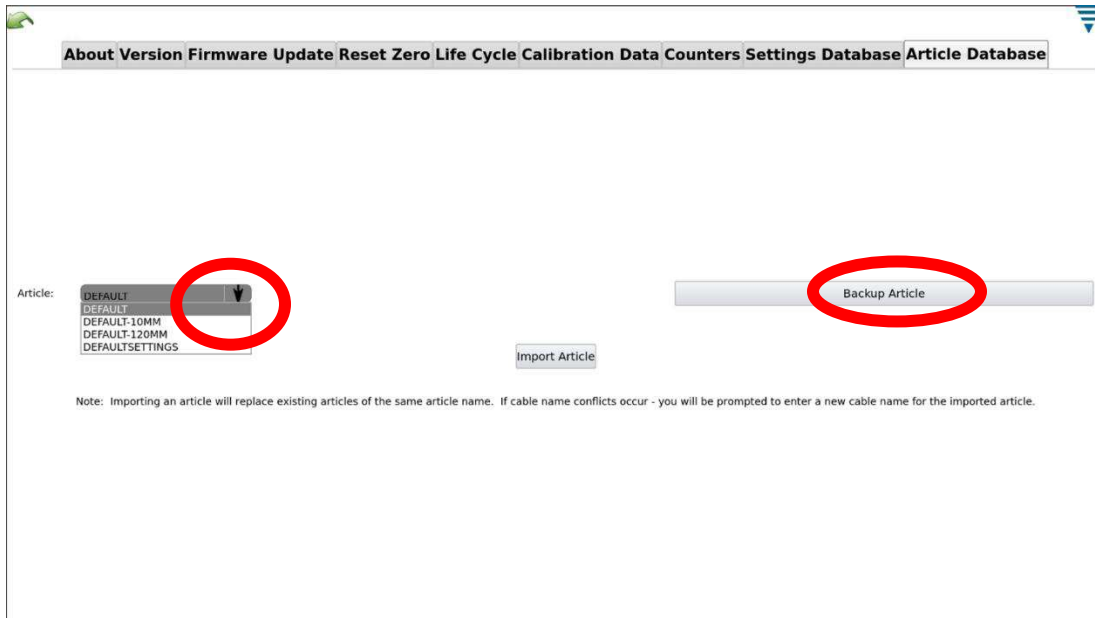 About Version Firmware Update Reset Zero Life Cycle Calibration Data Counters Settings Database Article Database
Article: DEFAULT Backup Article
DEFAULT
DEFAULT-10MM
DEFAULT-120MM
DEFAULTSETTINGS
Import Article
Note: Importing an article will replace existing articles of the same article name. If cable name conflicts occur - you will be prompted to enter a new cable name for the imported article.